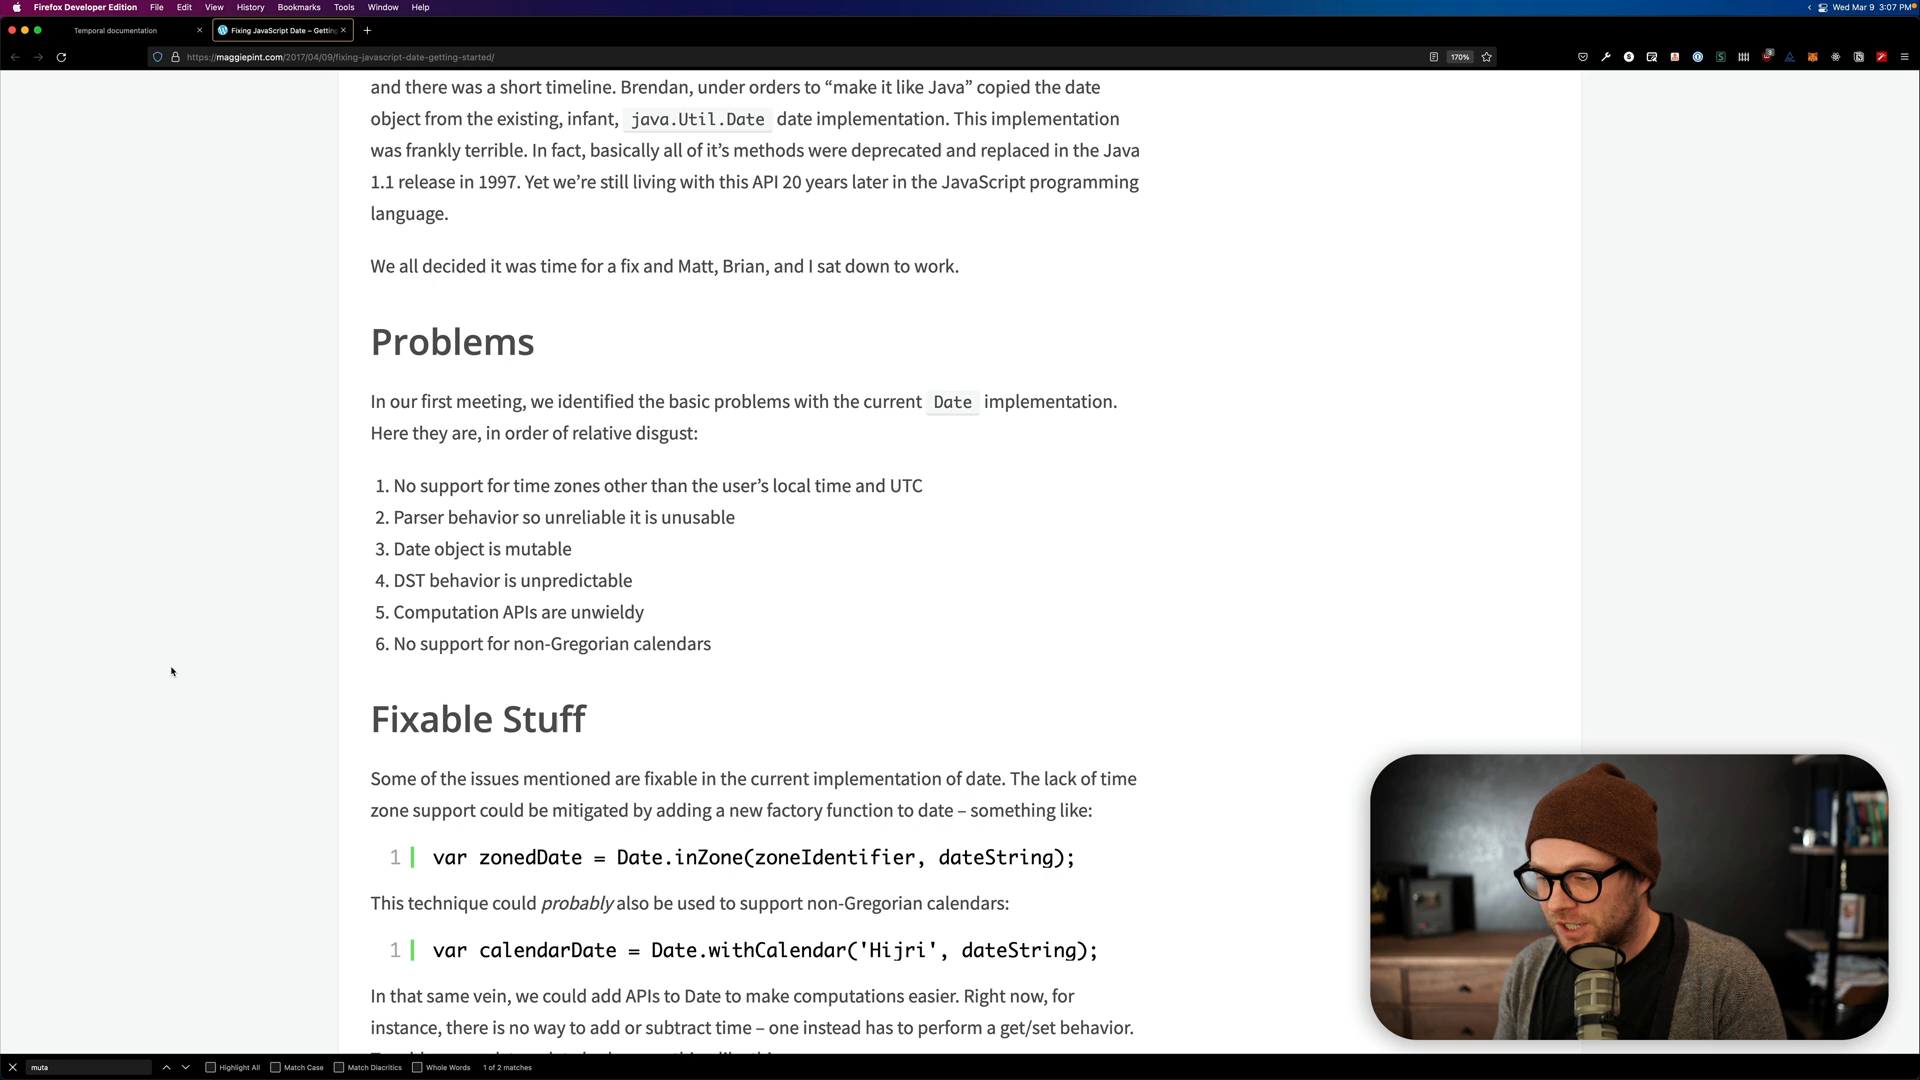 Firefox Developer Edition File Edit View History Bookmarks Tools Window Help Wed Mar 9 3:07 PM
Temporal documentation Fixing JavaScript Date – Getting
https://maggiepint.com/2017/04/09/fixing-javascript-date-getting-started/ 170%
and there was a short timeline. Brendan, under orders to “make it like Java” copied the date
object from the existing, infant, java.Util.Date date implementation. This implementation
was frankly terrible. In fact, basically all of it’s methods were deprecated and replaced in the Java
1.1 release in 1997. Yet we’re still living with this API 20 years later in the JavaScript programming
language.
We all decided it was time for a fix and Matt, Brian, and I sat down to work.
Problems
In our first meeting, we identified the basic problems with the current Date implementation.
Here they are, in order of relative disgust:
1. No support for time zones other than the user’s local time and UTC
2. Parser behavior so unreliable it is unusable
3. Date object is mutable
4. DST behavior is unpredictable
5. Computation APIs are unwieldy
6. No support for non-Gregorian calendars
Fixable Stuff
Some of the issues mentioned are fixable in the current implementation of date. The lack of time
zone support could be mitigated by adding a new factory function to date – something like:
1 var zonedDate = Date.inZone(zoneIdentifier, dateString);
This technique could probably also be used to support non-Gregorian calendars:
1 var calendarDate = Date.withCalendar('Hijri', dateString);
In that same vein, we could add APIs to Date to make computations easier. Right now, for
instance, there is no way to add or subtract time – one instead has to perform a get/set behavior.
muta Highlight All Match Case Match Diacritics Whole Words 1 of 2 matches